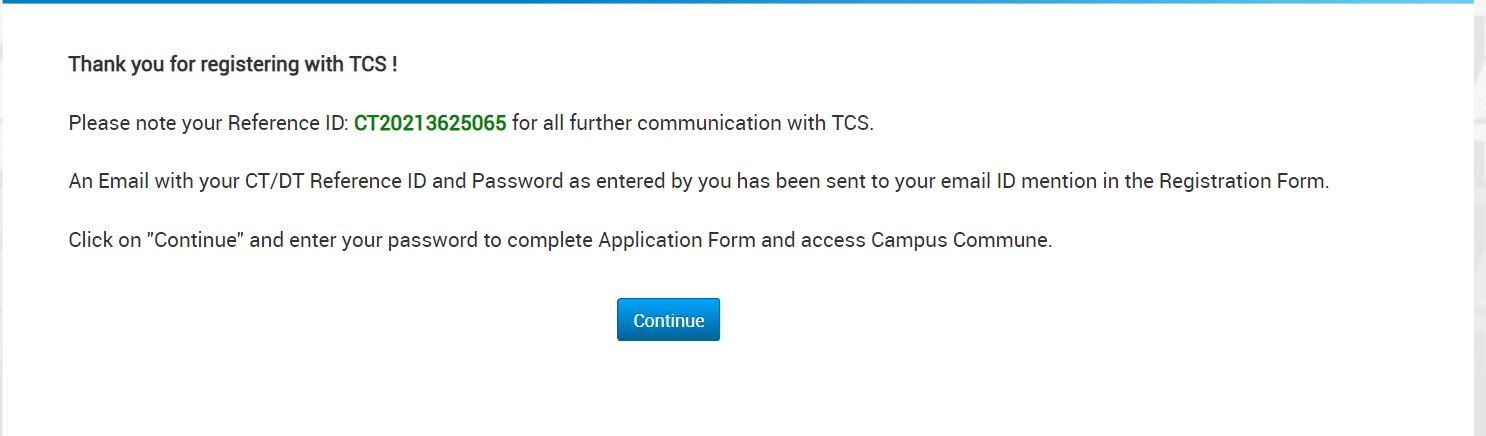 Thank you for registering with TCS !
Please note your Reference ID: CT20213625065 for all further communication with TCS.
An Email with your CT/DT Reference ID and Password as entered by you has been sent to your email ID mention in the Registration Form.
Click on "Continue" and enter your password to complete Application Form and access Campus Commune.
Continue